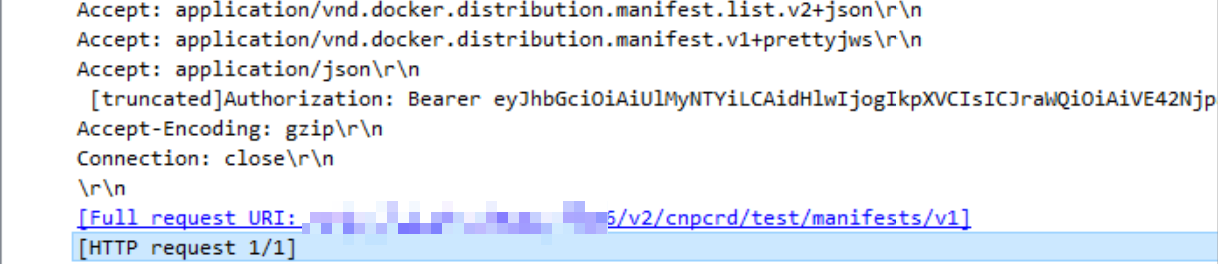 Accept: application/vnd.docker.distribution.manifest.list.v2+json\r\n
Accept: application/vnd.docker.distribution.manifest.v1+prettyjws\r\n
Accept: application/json\r\n
[truncated]Authorization: Bearer eyJhbGciOiAiUlMyNTYiLCAidHlwIjogIkpXVCIsICJraWQiOiAiVE42Njp
Accept-Encoding: gzip\r\n
Connection: close\r\n
\r\n
[Full request URI: 6/v2/cnpcrd/test/manifests/v1]
[HTTP request 1/1]